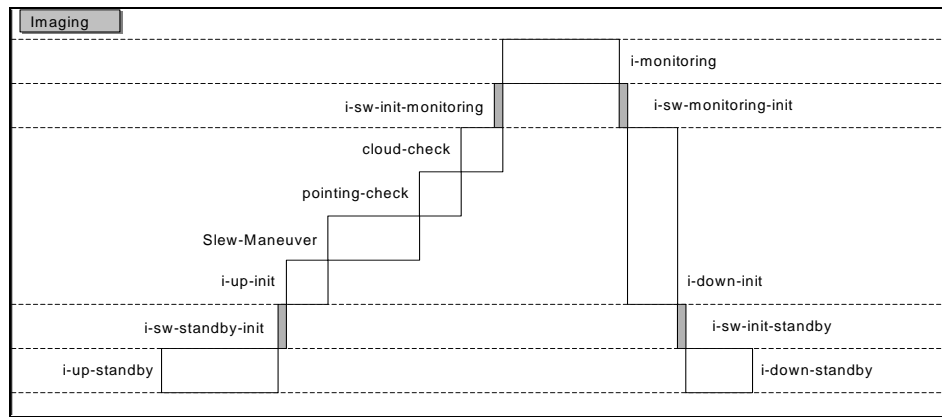 Imaging
i-monitoring
i-sw-init-monitoring
i-sw-monitoring-init
cloud-check
pointing-check
Slew-Maneuver
i-up-init
i-down-init
i-sw-standby-init
i-sw-init-standby
i-up-standby
i-down-standby